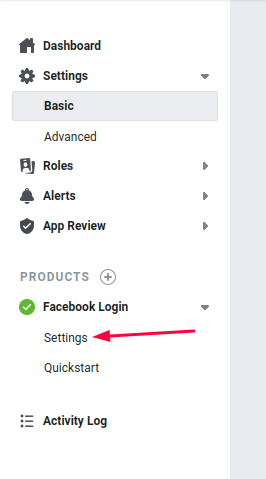 Dashboard
Settings
Basic
Advanced
Roles
Alerts
App Review
PRODUCTS
Facebook Login
Settings
Quickstart
Activity Log